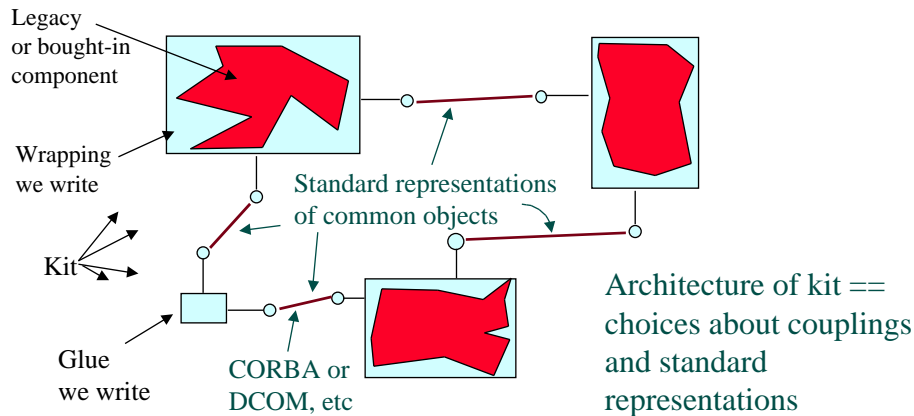 Legacy
or bought-in
component
Wrapping
we write
Standard representations
of common objects
Kit
Glue
we write
CORBA or
DCOM, etc
Architecture of kit ==
choices about couplings
and standard
representations